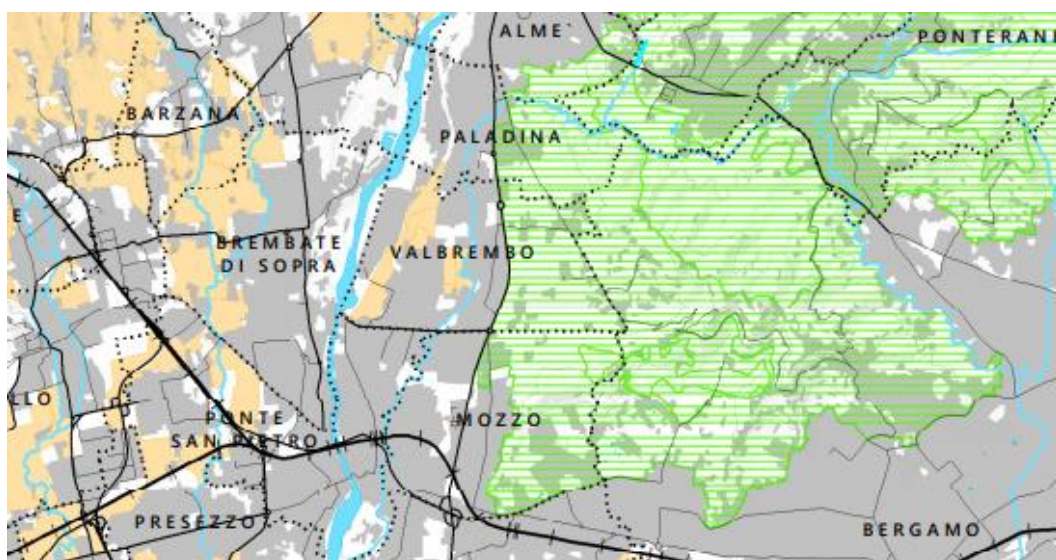 ALME'
PONTERANI
BARZANA
PALADINA
E
BREMBATE
DI SOPRA
VALBREMBO
LLO
PONTE
SAN PIETRO
MOZZO
PRESEZZO
BERGAMO